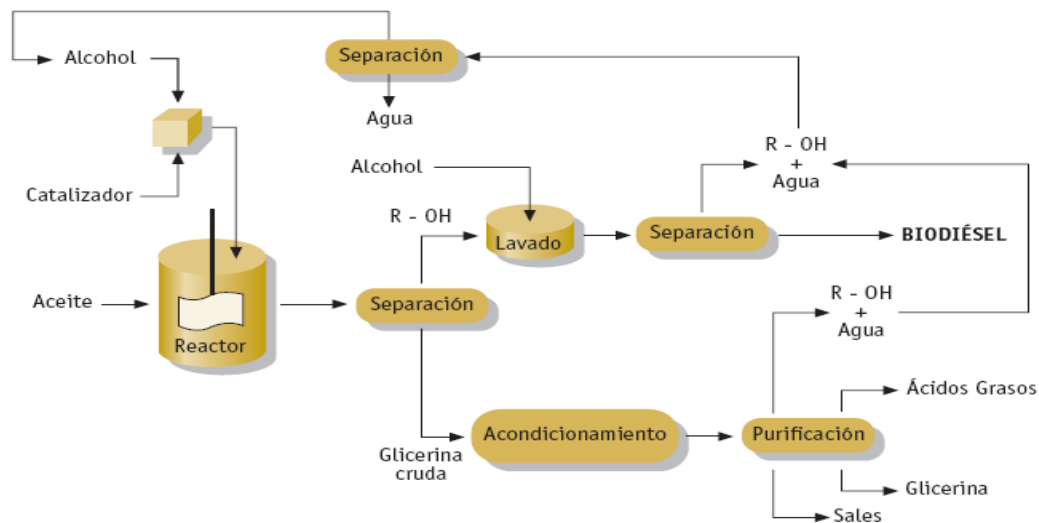 Alcohol
Separación
Agua
Catalizador
Alcohol
R - OH
+
Agua
R - OH
Lavado
Separación
BIODIÉSEL
Aceite
Reactor
Separación
R - OH
+
Agua
Glicerina
cruda
Acondicionamiento
Purificación
Ácidos Grasos
Glicerina
Sales